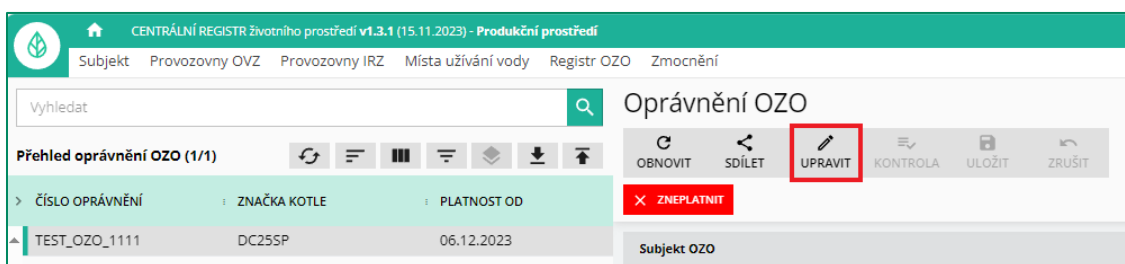 CENTRÁLNÍ REGISTR životního prostředí v1.3.1 (15.11.2023) - Produkční prostředí
Subjekt Provozovny OVZ Provozovny IRZ Místa užívání vody Registr OZO Zmocnění
Vyhledat
Oprávnění OZO
Přehled oprávnění OZO (1/1)
OBNOVIT SDÍLET UPRAVIT KONTROLA ULOŽIT ZRUŠIT
ČÍSLO OPRÁVNĚNÍ ZNAČKA KOTLE PLATNOST OD
ZNEPLATNIT
TEST_OZO_1111 DC25SP 06.12.2023
Subjekt OZO